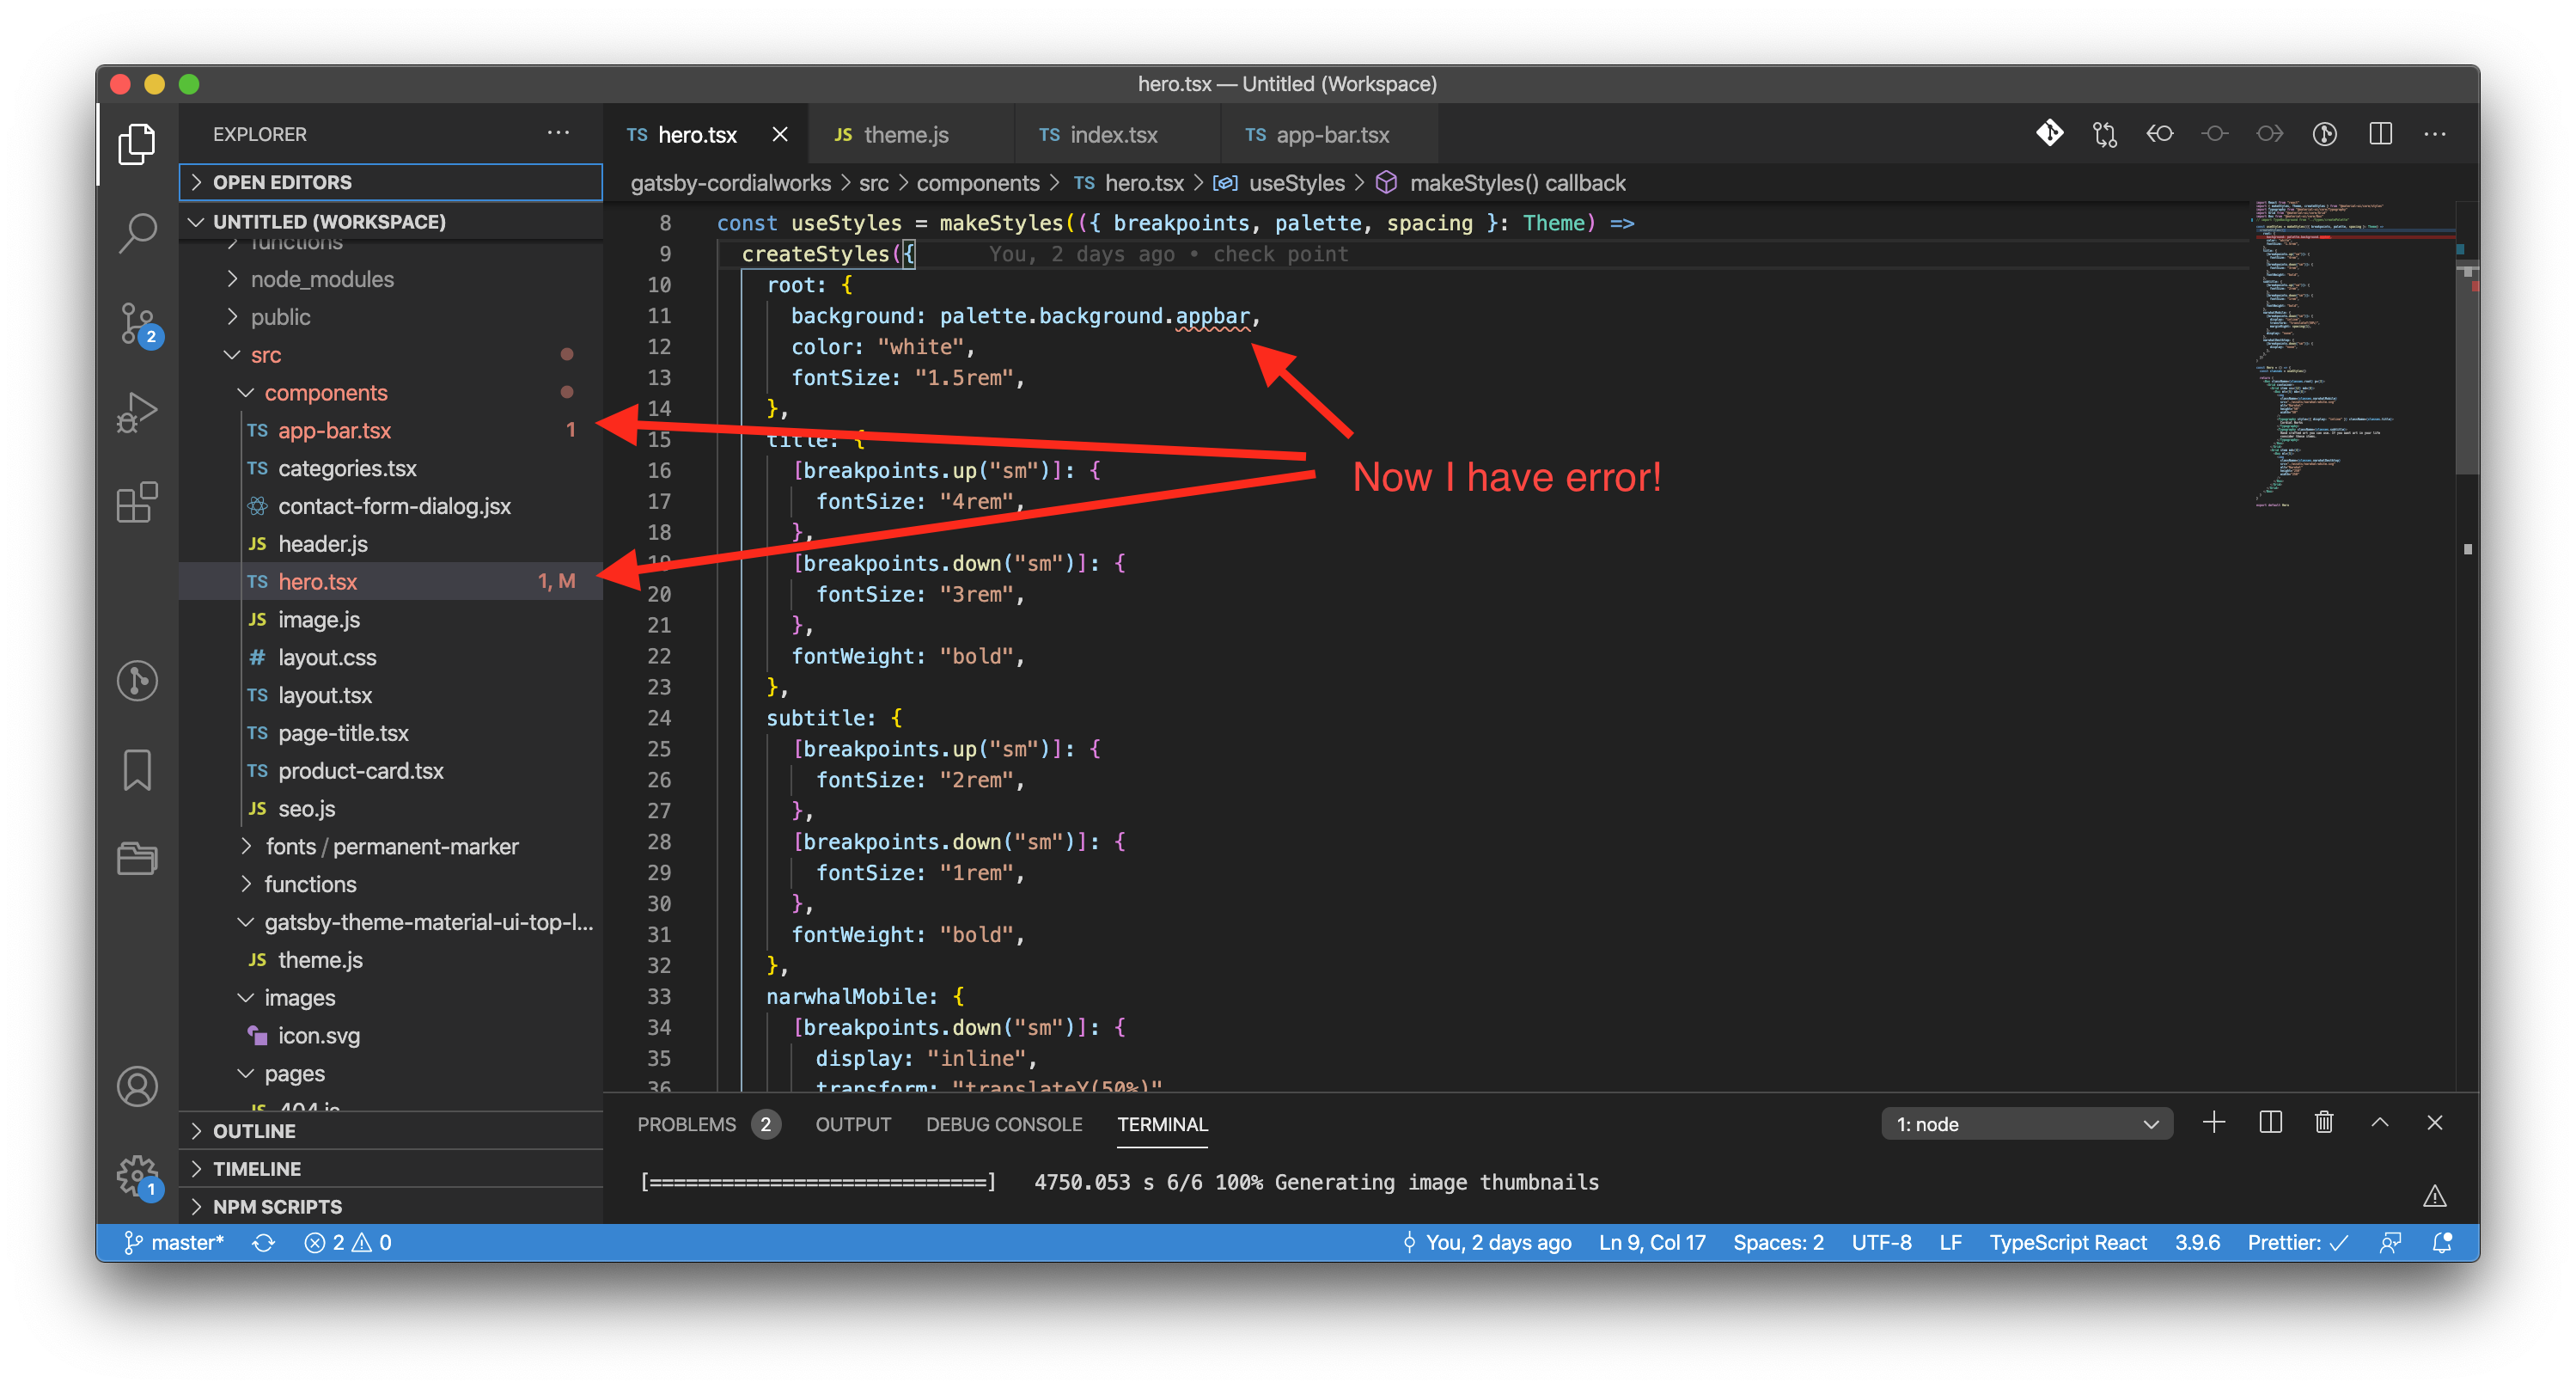 hero.tsx — Untitled (Workspace)
EXPLORER
OPEN EDITORS
UNTITLED (WORKSPACE)
functions
node_modules
public
src
components
TS app-bar.tsx 1
TS categories.tsx
contact-form-dialog.jsx
JS header.js
TS hero.tsx 1, M
JS image.js
# layout.css
TS layout.tsx
TS page-title.tsx
TS product-card.tsx
JS seo.js
fonts / permanent-marker
functions
gatsby-theme-material-ui-top-l...
JS theme.js
images
icon.svg
pages
JS 404.js
OUTLINE
TIMELINE
NPM SCRIPTS
2
1
TS hero.tsx
JS theme.js
TS index.tsx
TS app-bar.tsx
gatsby-cordialworks > src > components > TS hero.tsx > useStyles > makeStyles() callback
8 const useStyles = makeStyles(({ breakpoints, palette, spacing }: Theme) =>
9 createStyles({ You, 2 days ago • check point
10 root: {
11 background: palette.background.appbar,
12 color: "white",
13 fontSize: "1.5rem",
14 },
15 title: {
16 [breakpoints.up("sm")]: {
17 fontSize: "4rem",
18 },
19 [breakpoints.down("sm")]: {
20 fontSize: "3rem",
21 },
22 fontWeight: "bold",
23 },
24 subtitle: {
25 [breakpoints.up("sm")]: {
26 fontSize: "2rem",
27 },
28 [breakpoints.down("sm")]: {
29 fontSize: "1rem",
30 },
31 fontWeight: "bold",
32 },
33 narwhalMobile: {
34 [breakpoints.down("sm")]: {
35 display: "inline",
36 transform: "translateY(50%)"
Now I have error!
PROBLEMS 2 OUTPUT DEBUG CONSOLE TERMINAL
1: node
[============================] 4750.053 s 6/6 100% Generating image thumbnails
master* 2 0
You, 2 days ago Ln 9, Col 17 Spaces: 2 UTF-8 LF TypeScript React 3.9.6 Prettier: ✓